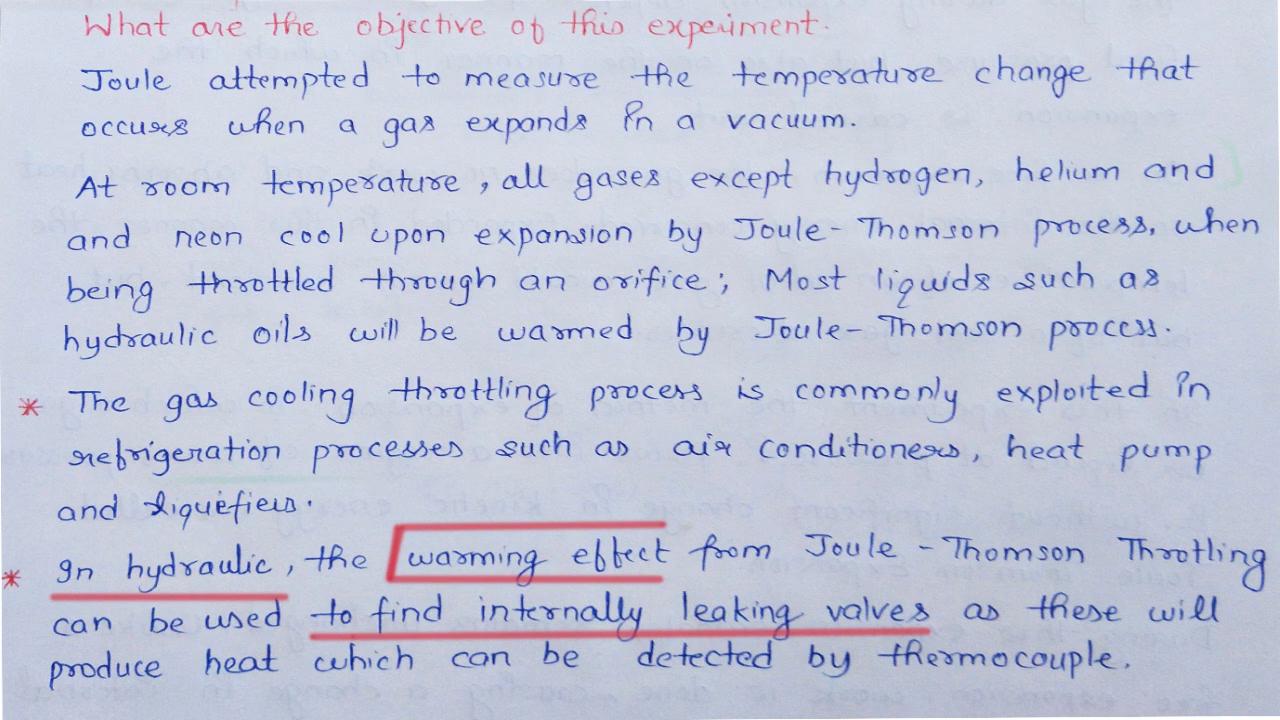 What are the objective of this experiment.
Joule attempted to measure the temperature change that
occurs when a gas expands in a vacuum.
At room temperature, all gases except hydrogen, helium and
and neon cool upon expansion by Joule-Thomson process, when
being throttled through an orifice; Most liquids such as
hydraulic oils will be warmed by Joule-Thomson process.
* The gas cooling throttling process is commonly exploited in
refrigeration processes such as air conditioners, heat pump
and liquefiers.
* In hydraulic, the warming effect from Joule-Thomson Throtling
can be used to find internally leaking valves as these will
produce heat which can be detected by thermocouple.